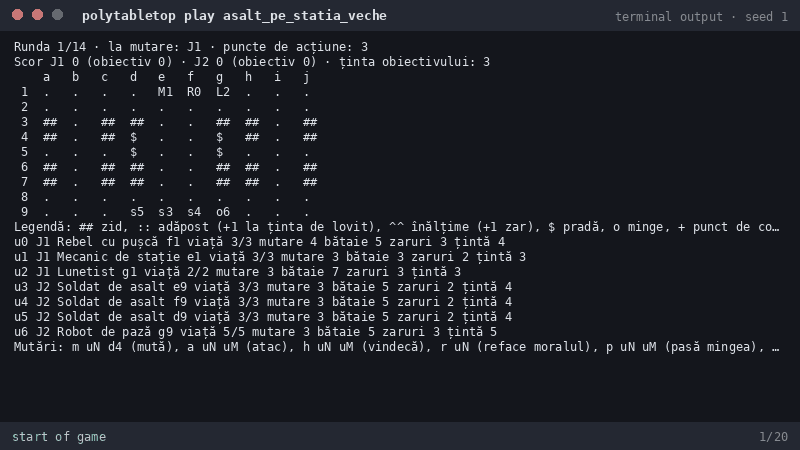 polytabletop play asalt_pe_statia_veche
terminal output · seed 1
Runda 1/14 · la mutare: J1 · puncte de acțiune: 3
Scor J1 0 (obiectiv 0) · J2 0 (obiectiv 0) · ținta obiectivului: 3
a b c d e f g h i j
1 . . . . M1 R0 L2 . . .
2 . . . . . . . . . .
3 ## . ## ## . . ## ## . ##
4 ## . ## $ . . $ ## . ##
5 . . . $ . . $ . . .
6 ## . ## ## . . ## ## . ##
7 ## . ## ## . . ## ## . ##
8 . . . . . . . . . .
9 . . . s5 s3 s4 o6 . . .
Legendă: ## zid, :: adăpost (+1 la ținta de lovit), ^^ înălțime (+1 zar), $ pradă, o minge, + punct de co…
u0 J1 Rebel cu pușcă f1 viață 3/3 mutare 4 bătaie 5 zaruri 3 țintă 4
u1 J1 Mecanic de stație e1 viață 3/3 mutare 3 bătaie 3 zaruri 2 țintă 3
u2 J1 Lunetist g1 viață 2/2 mutare 3 bătaie 7 zaruri 3 țintă 3
u3 J2 Soldat de asalt e9 viață 3/3 mutare 3 bătaie 5 zaruri 2 țintă 4
u4 J2 Soldat de asalt f9 viață 3/3 mutare 3 bătaie 5 zaruri 2 țintă 4
u5 J2 Soldat de asalt d9 viață 3/3 mutare 3 bătaie 5 zaruri 2 țintă 4
u6 J2 Robot de pază g9 viață 5/5 mutare 3 bătaie 5 zaruri 3 țintă 5
Mutări: m uN d4 (mută), a uN uM (atac), h uN uM (vindecă), r uN (reface moralul), p uN uM (pasă mingea), …
start of game
1/20